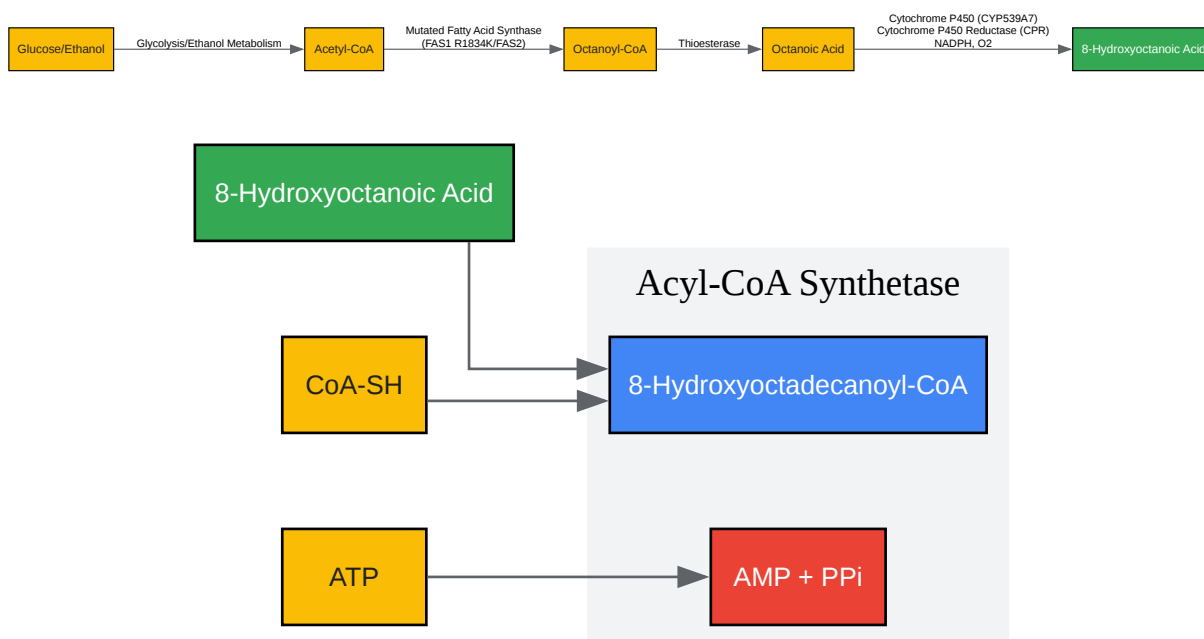 Glucose/Ethanol
Glycolysis/Ethanol Metabolism
Acetyl-CoA
Mutated Fatty Acid Synthase
(FAS1 R1834K/FAS2)
Octanoyl-CoA
Thioesterase
Octanoic Acid
Cytochrome P450 (CYP539A7)
Cytochrome P450 Reductase (CPR)
NADPH, O2
8-Hydroxyoctanoic Acid
8-Hydroxyoctanoic Acid
Acyl-CoA Synthetase
CoA-SH
8-Hydroxyoctadecanoyl-CoA
ATP
AMP + PPi